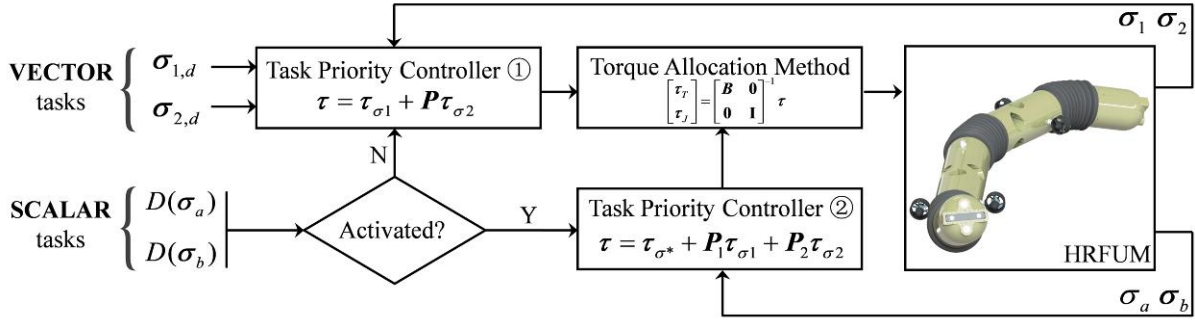 σ₁ σ₂
VECTOR
tasks
σ₁,d
σ₂,d
Task Priority Controller ①
τ = τσ1 + Pτσ2
Torque Allocation Method
[τT τJ] = [B 0 0 I]⁻¹ τ
N
SCALAR
tasks
D(σa)
D(σb)
Activated?
Y
Task Priority Controller ②
τ = τσ* + P₁τσ1 + P₂τσ2
HRFUM
σa σb